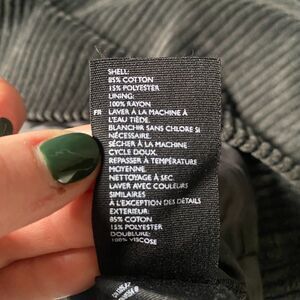 SHELL:
85% COTTON
15% POLYESTER
LINING:
100% RAYON
FR LAVER À LA MACHINE À
L'EAU TIÈDE.
BLANCHIR SANS CHLORE SI
NÉCESSAIRE.
SÉCHER À LA MACHINE
CYCLE DOUX.
REPASSER À TEMPÉRATURE
MOYENNE.
NETTOYAGE À SEC.
LAVER AVEC COULEURS
SIMILAIRES
À L'EXCEPTION DES DÉTAILS
EXTERIEUR:
85% COTON
15% POLYESTER
DOUBLURE:
100% VISCOSE